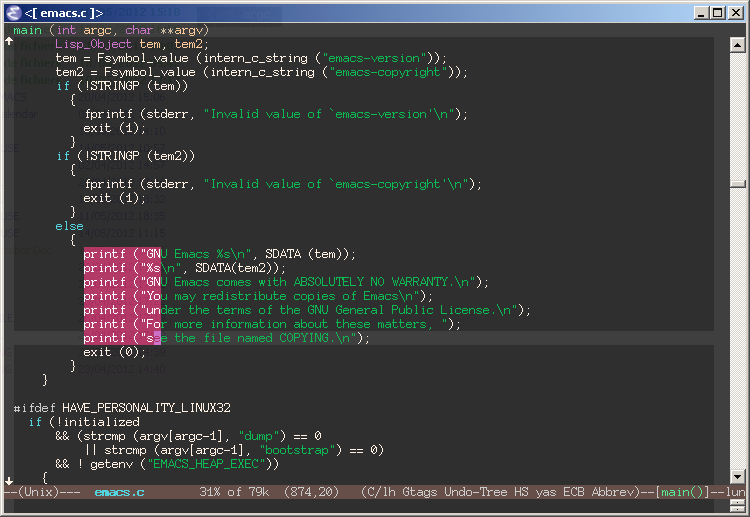 <[ emacs.c ]>
main (int argc, char **argv)
Lisp_Object tem, tem2;
tem = Fsymbol_value (intern_c_string ("emacs-version"));
tem2 = Fsymbol_value (intern_c_string ("emacs-copyright"));
if (!STRINGP (tem))
{
fprintf (stderr, "Invalid value of `emacs-version'\n");
exit (1);
}
if (!STRINGP (tem2))
{
fprintf (stderr, "Invalid value of `emacs-copyright'\n");
exit (1);
}
else
{
printf ("GNU Emacs %s\n", SDATA (tem));
printf ("%s\n", SDATA(tem2));
printf ("GNU Emacs comes with ABSOLUTELY NO WARRANTY.\n");
printf ("You may redistribute copies of Emacs\n");
printf ("under the terms of the GNU General Public License.\n");
printf ("For more information about these matters, ");
printf ("see the file named COPYING.\n");
exit (0);
}
}
#ifdef HAVE_PERSONALITY_LINUX32
if (!initialized
&& (strcmp (argv[argc-1], "dump") == 0
|| strcmp (argv[argc-1], "bootstrap") == 0)
&& ! getenv ("EMACS_HEAP_EXEC"))
{
--(Unix)--- emacs.c 31% of 79k (874,20) (C/lh Gtags Undo-Tree HS yas ECB Abbrev)--[main()]--lun